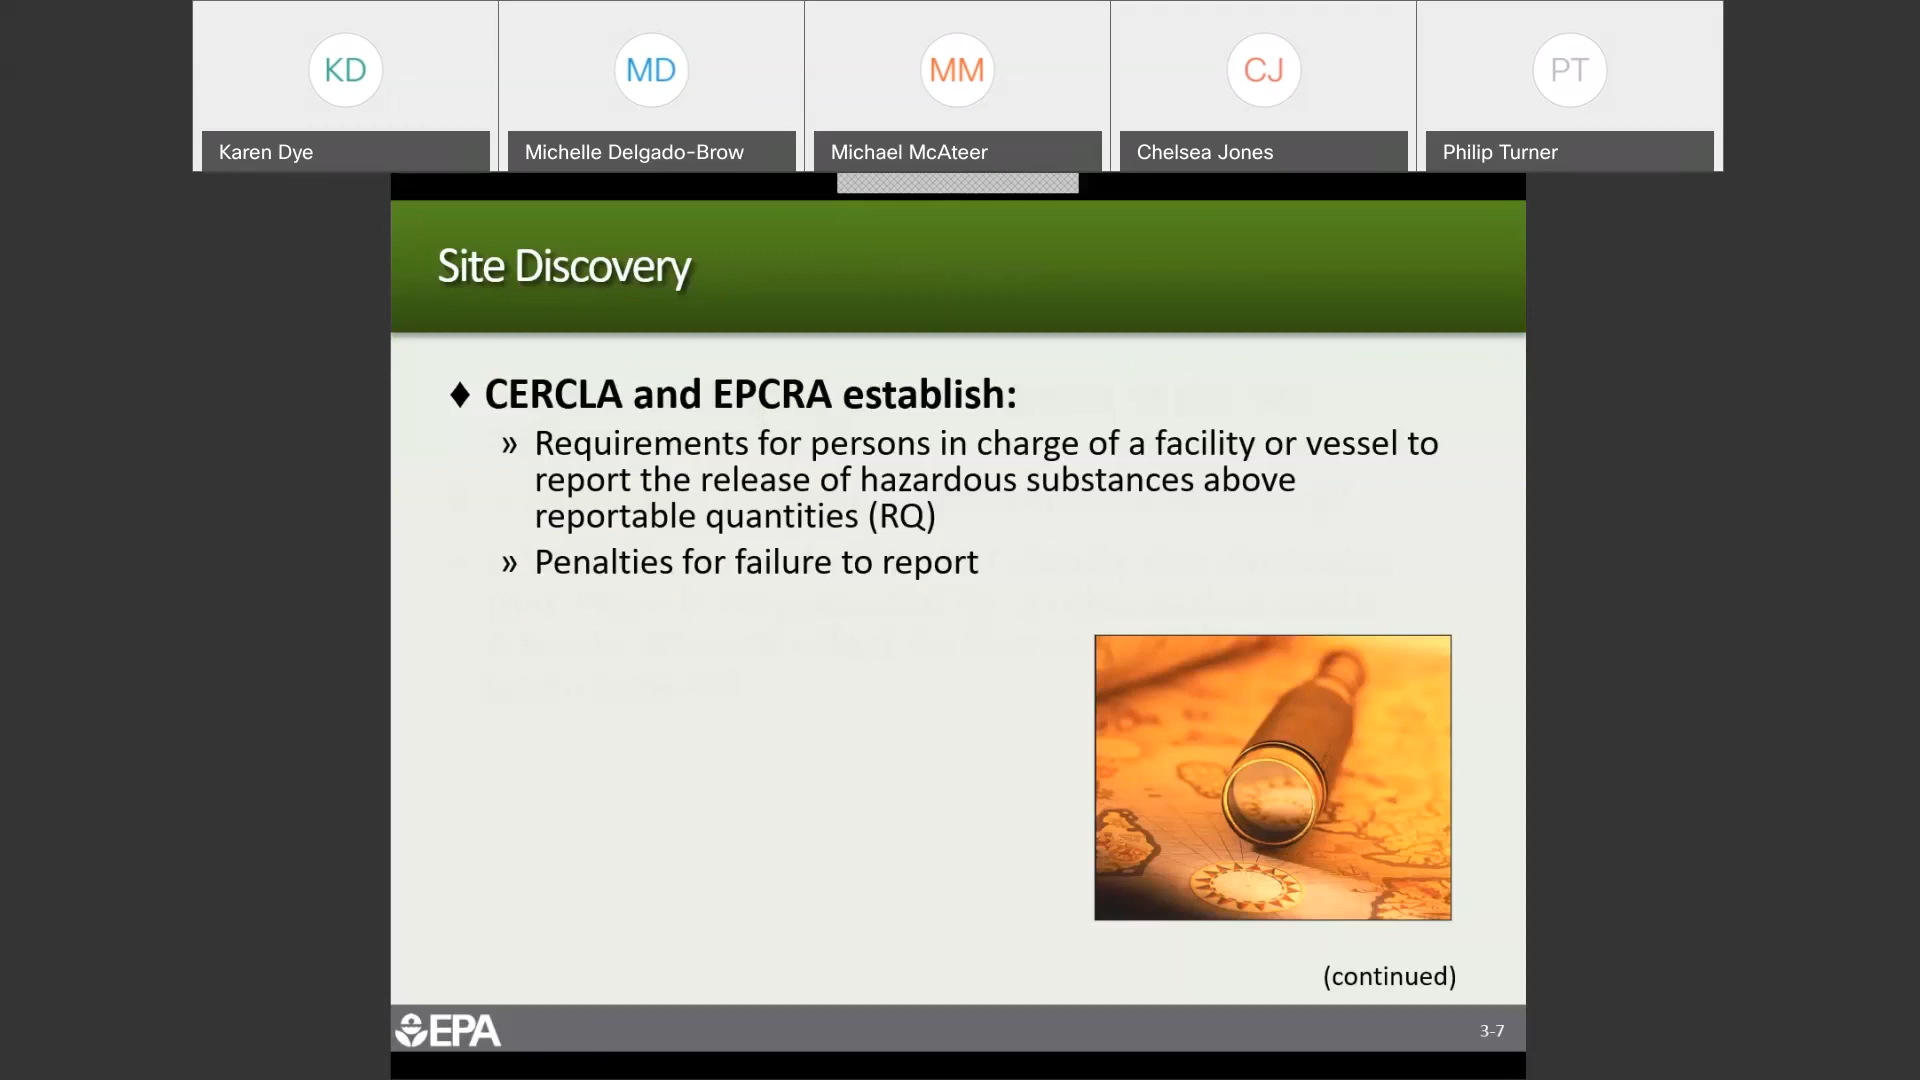 KD
MD
MM
CJ
PT
Karen Dye
Michelle Delgado-Brow
Michael McAteer
Chelsea Jones
Philip Turner
Site Discovery
♦ CERCLA and EPCRA establish:
» Requirements for persons in charge of a facility or vessel to
report the release of hazardous substances above
reportable quantities (RQ)
» Penalties for failure to report
(continued)
EPA
3-7